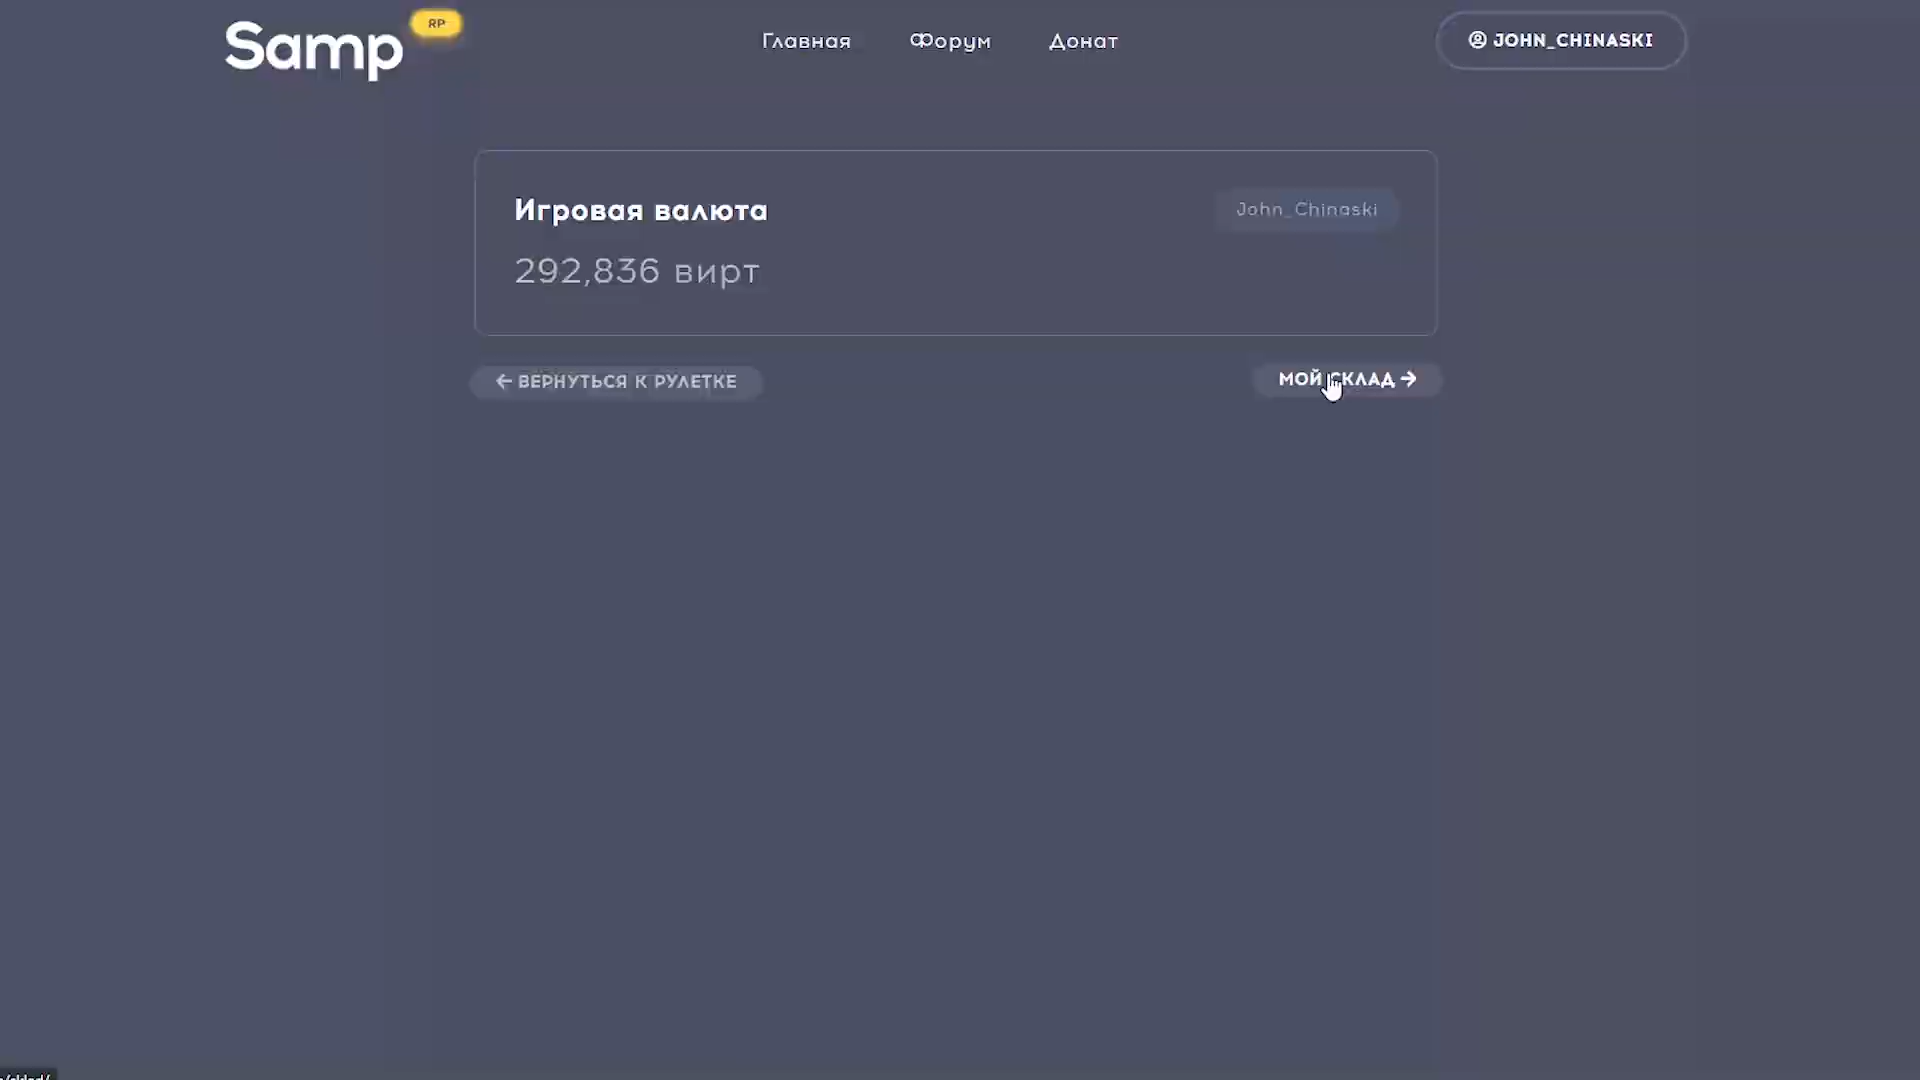 Samp RP
Главная Форум Донат
JOHN_CHINASKI
Игровая валюта
John_Chinaski
292,836 вирт
← ВЕРНУТЬСЯ К РУЛЕТКЕ
МОЙ СКЛАД →